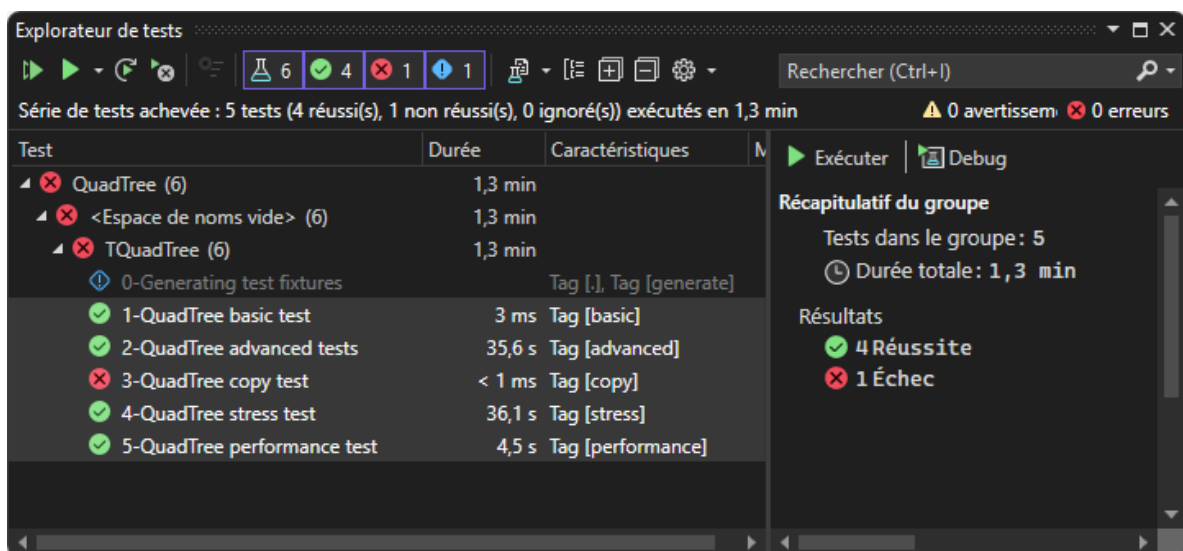 Explorateur de tests
6 4 1 1 Rechercher (Ctrl+I)
Série de tests achevée : 5 tests (4 réussi(s), 1 non réussi(s), 0 ignoré(s)) exécutés en 1,3 min 0 avertissem 0 erreurs
Test Durée Caractéristiques M
QuadTree (6) 1,3 min
<Espace de noms vide> (6) 1,3 min
TQuadTree (6) 1,3 min
0-Generating test fixtures Tag [.], Tag [generate]
1-QuadTree basic test 3 ms Tag [basic]
2-QuadTree advanced tests 35,6 s Tag [advanced]
3-QuadTree copy test < 1 ms Tag [copy]
4-QuadTree stress test 36,1 s Tag [stress]
5-QuadTree performance test 4,5 s Tag [performance]
Exécuter Debug
Récapitulatif du groupe
Tests dans le groupe: 5
Durée totale: 1,3 min
Résultats
4 Réussite
1 Échec